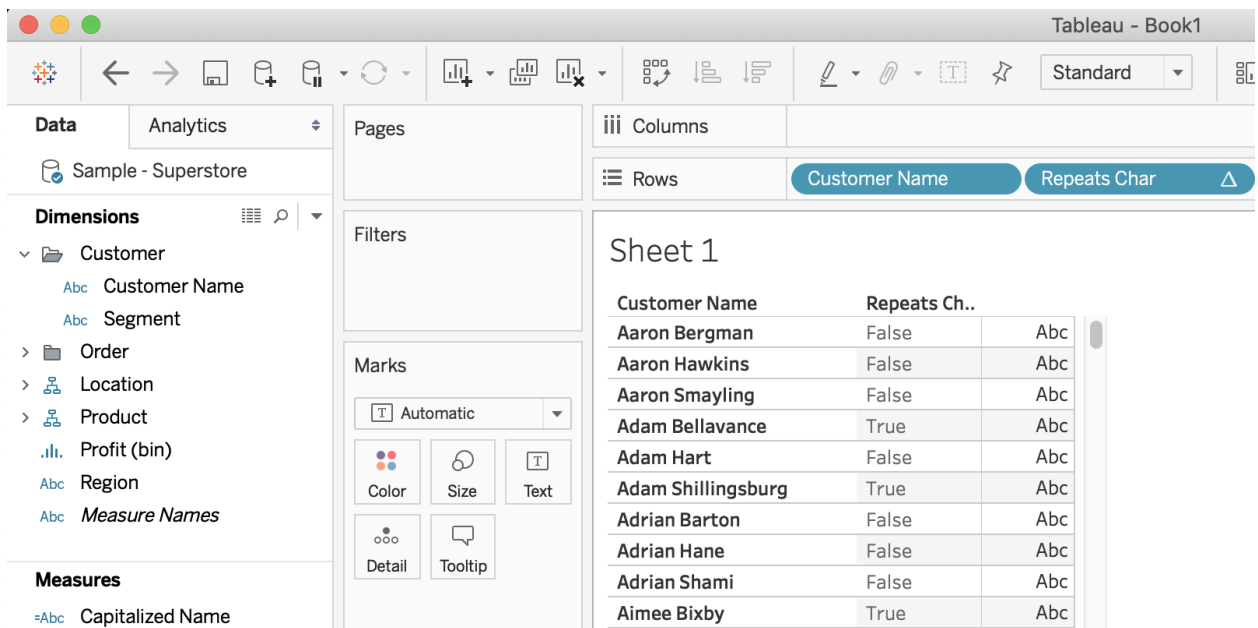 Tableau - Book1
Standard
Data
Analytics
Sample - Superstore
Dimensions
Customer
Abc Customer Name
Abc Segment
Order
Location
Product
Profit (bin)
Abc Region
Abc Measure Names
Measures
=Abc Capitalized Name
Pages
Filters
Marks
T Automatic
Color Size Text
Detail Tooltip
Columns
Rows Customer Name Repeats Char Δ
Sheet 1
Customer Name Repeats Ch..
Aaron Bergman False Abc
Aaron Hawkins False Abc
Aaron Smayling False Abc
Adam Bellavance True Abc
Adam Hart False Abc
Adam Shillingsburg True Abc
Adrian Barton False Abc
Adrian Hane False Abc
Adrian Shami False Abc
Aimee Bixby True Abc